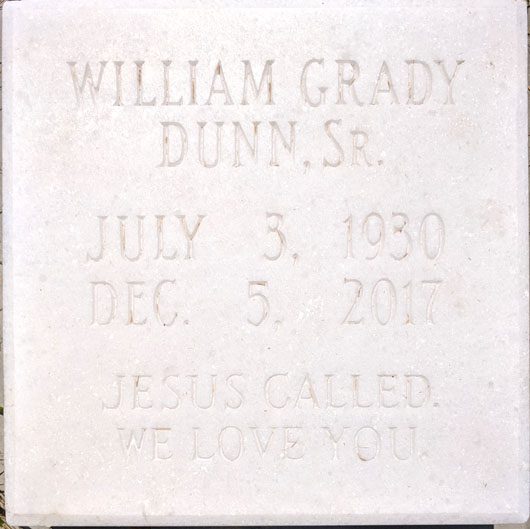 WILLIAM GRADY
DUNN, SR.
JULY 3, 1930
DEC. 5, 2017
JESUS CALLED.
WE LOVE YOU.